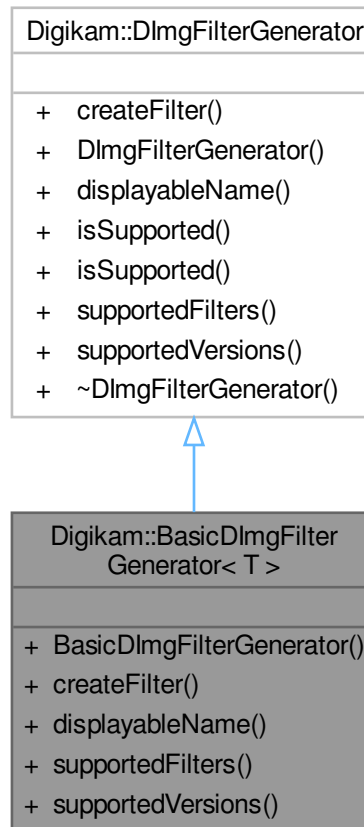 Digikam::DImgFilterGenerator
+ createFilter()
+ DImgFilterGenerator()
+ displayableName()
+ isSupported()
+ isSupported()
+ supportedFilters()
+ supportedVersions()
+ ~DImgFilterGenerator()
Digikam::BasicDImgFilter
Generator< T >
+ BasicDImgFilterGenerator()
+ createFilter()
+ displayableName()
+ supportedFilters()
+ supportedVersions()